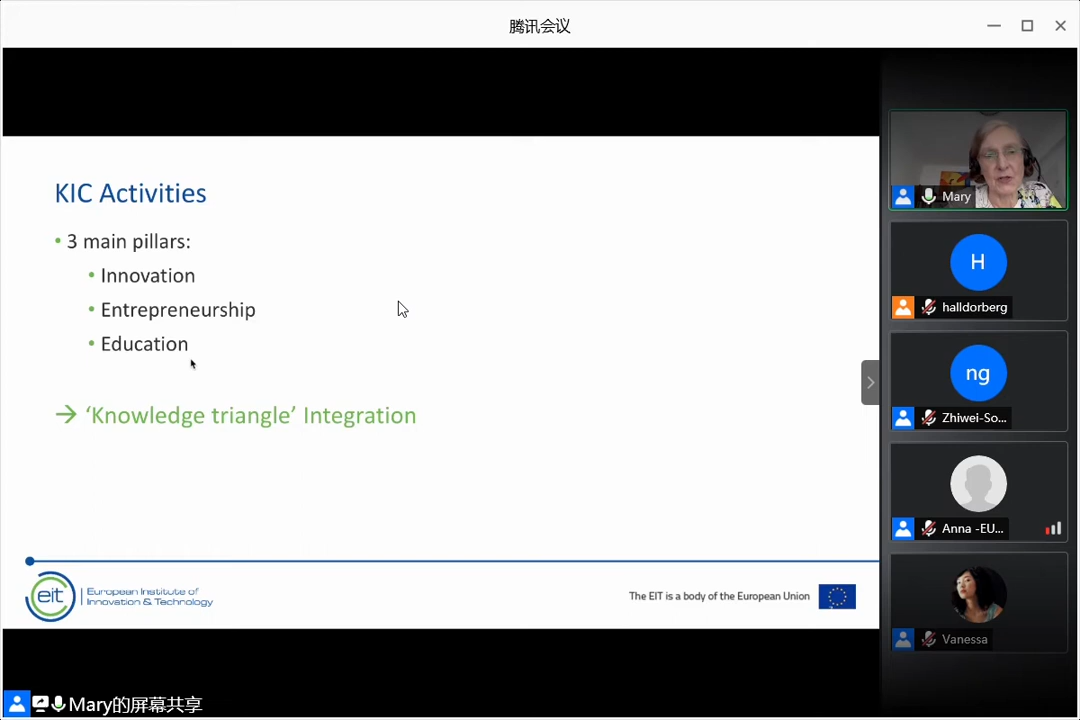 腾讯会议
KIC Activities
• 3 main pillars:
• Innovation
• Entrepreneurship
• Education
→ ‘Knowledge triangle’ Integration
eit
European Institute of
Innovation & Technology
The EIT is a body of the European Union
Mary的屏幕共享
Mary
H
halldorberg
ng
Zhiwei-So...
Anna -EU...
Vanessa